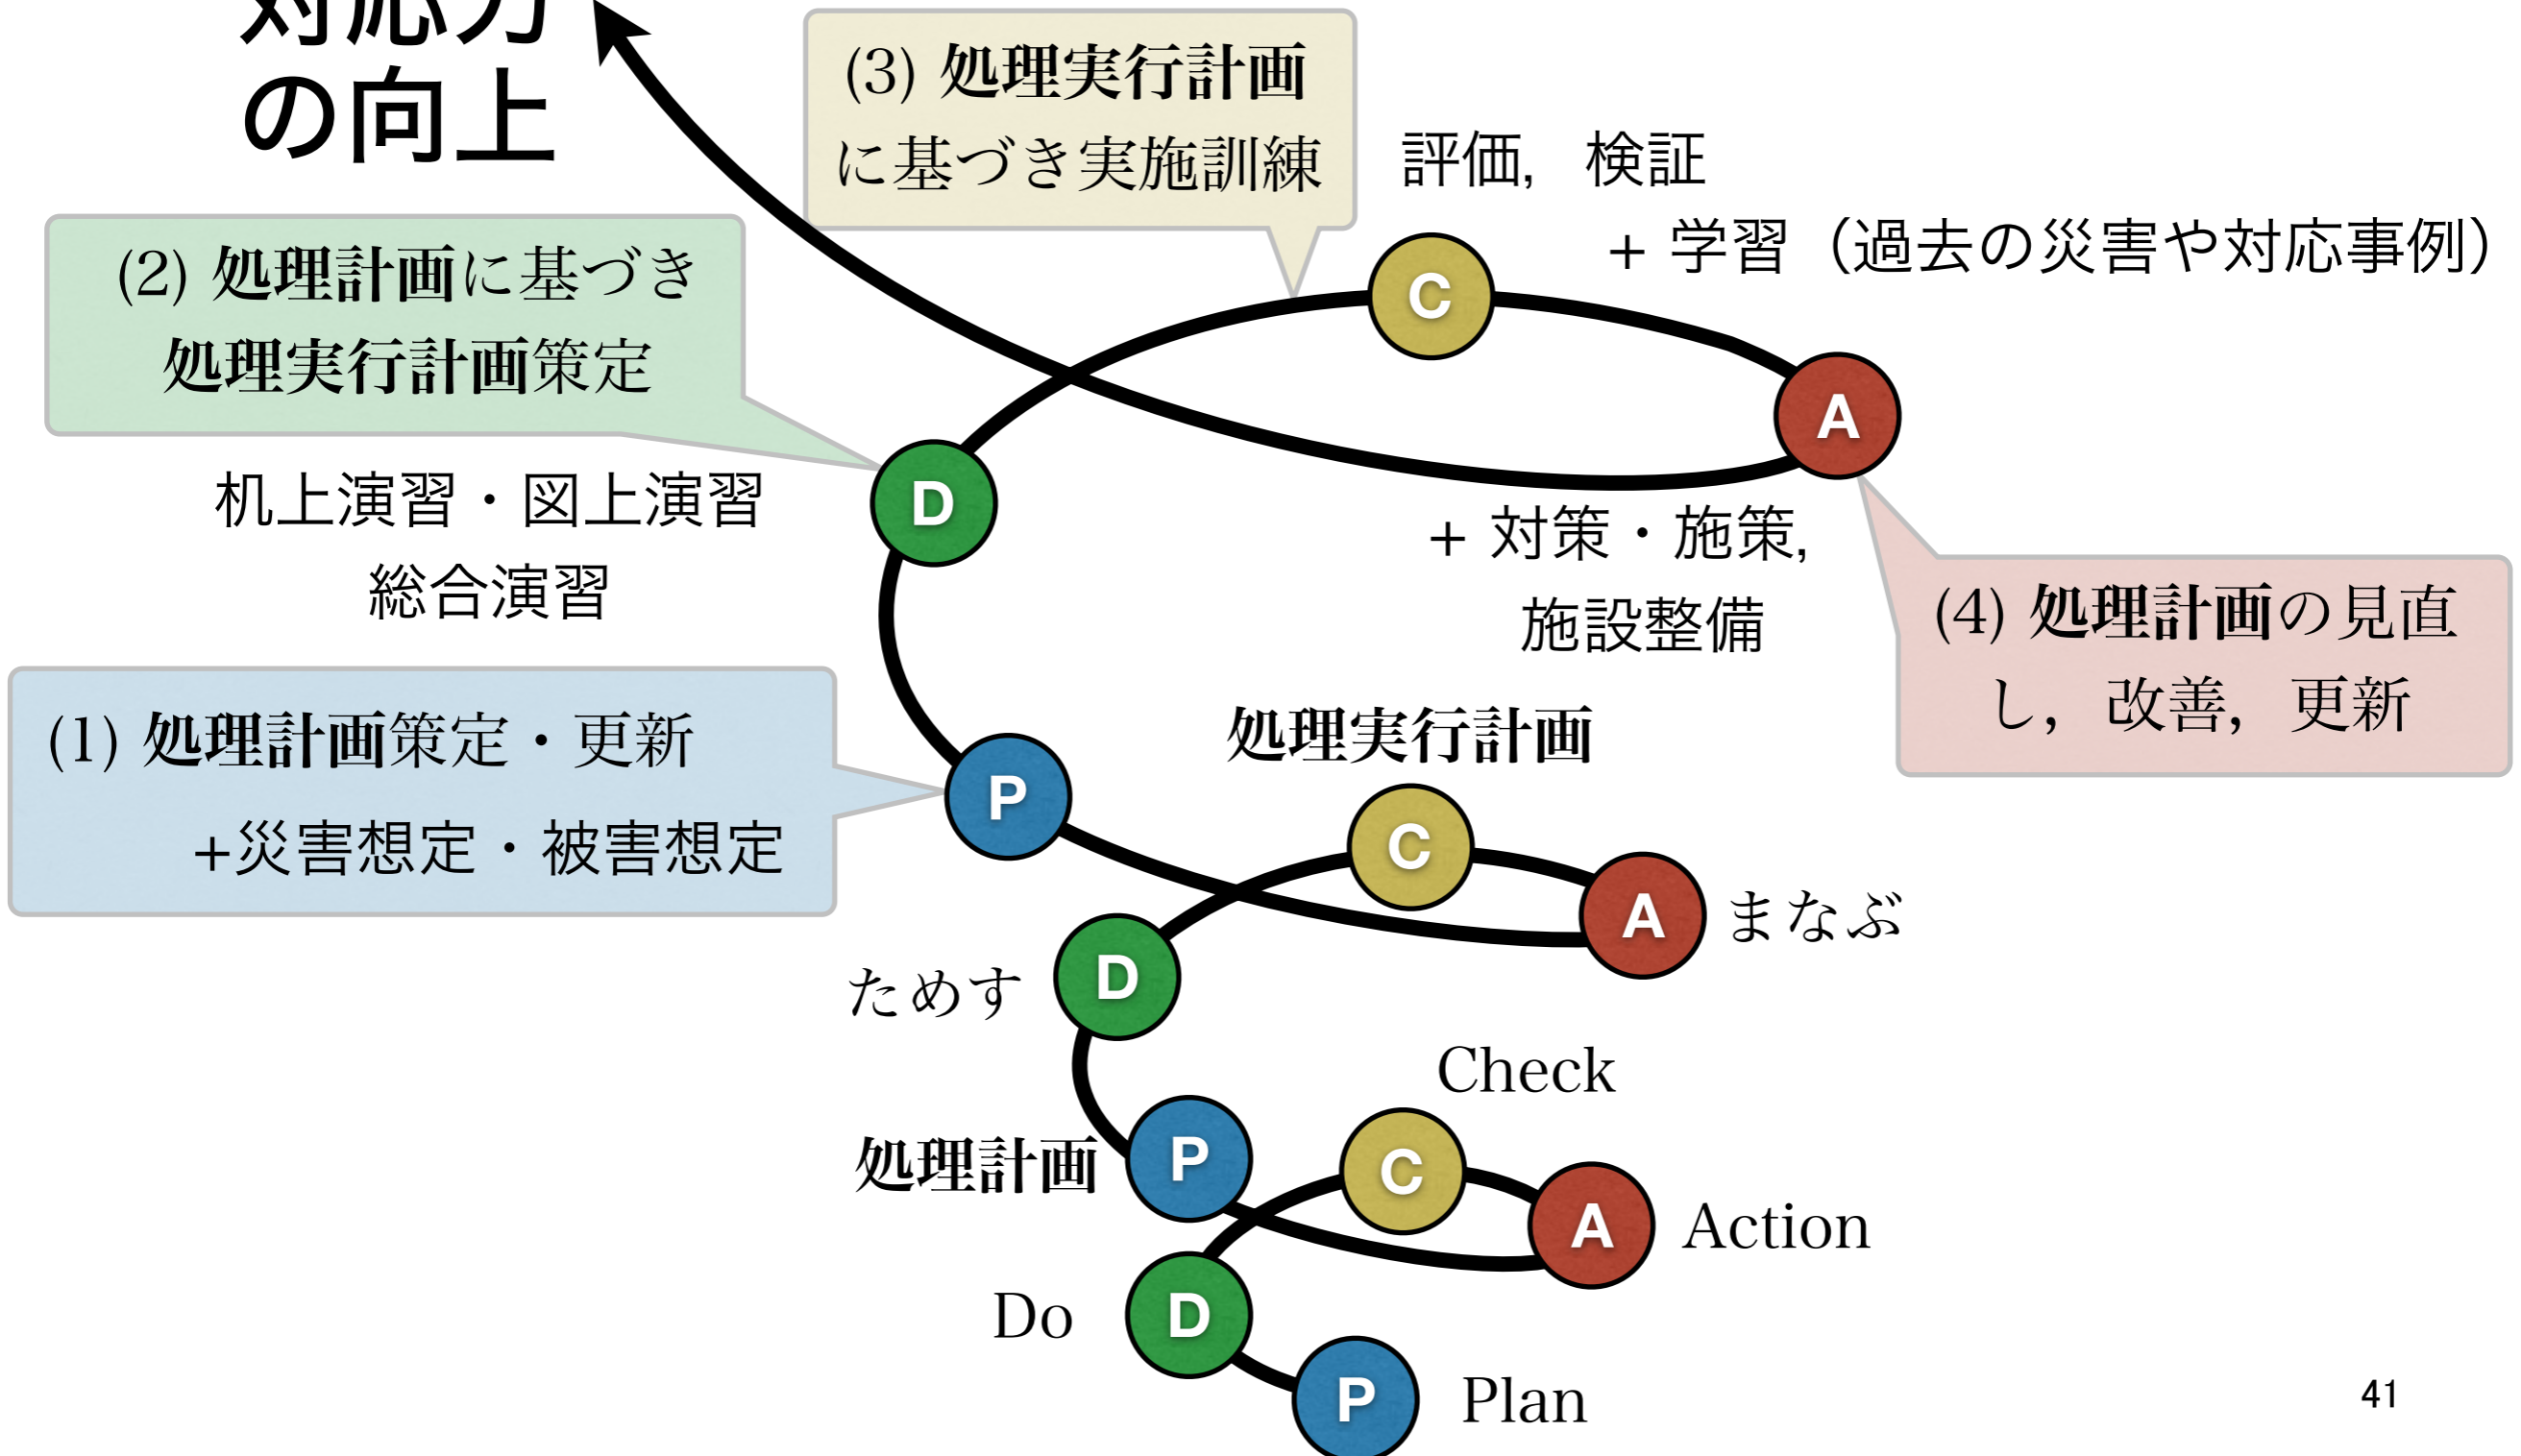 対応力
の向上
(3) 処理実行計画
に基づき実施訓練
評価, 検証
+ 学習（過去の災害や対応事例）
(2) 処理計画に基づき
処理実行計画策定
C
A
D
机上演習・図上演習
総合演習
+ 対策・施策,
施設整備
(4) 処理計画の見直
し, 改善, 更新
(1) 処理計画策定・更新
+災害想定・被害想定
P
処理実行計画
C
A
まなぶ
D
ためす
Check
処理計画
P
C
A
Action
Do
D
P
Plan
41